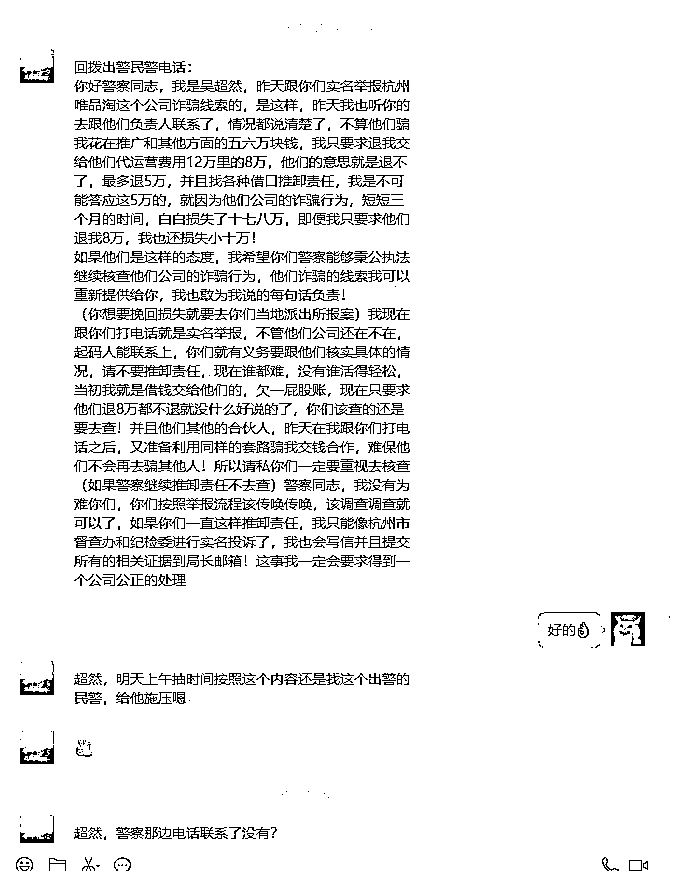 回拨出警民警电话：
你好警察同志，我是吴超然，昨天跟你们实名举报杭州
唯品淘这个公司诈骗线索的，是这样，昨天我也听你的
去跟他们负责人联系了，情况都说清楚了，不算他们骗
我花在推广和其他方面的五六万块钱，我只要求退我交
给他们代运营费用12万里的8万，他们的意思就是退不
了，最多退5万，并且找各种借口推卸责任，我是不可
能答应这5万的，就因为他们公司的诈骗行为，短短三
个月的时间，白白损失了十七八万，即便我只要求他们
退我8万，我也还损失小十万！
如果他们是这样的态度，我希望你们警察能够秉公执法
继续核查他们公司的诈骗行为，他们诈骗的线索我可以
重新提供给你，我也敢为我说的每句话负责！
（你想要挽回损失就要去你们当地派出所报案）我现在
跟你们打电话就是实名举报，不管他们公司还在不在，
起码人能联系上，你们就有义务要跟他们核实具体的情
况，请不要推卸责任，现在谁都难，没有谁活得轻松，
当初我就是借钱交给他们的，欠一屁股账，现在只要求
他们退8万都不退就没什么好说的了，你们该查的还是
要去查！并且他们其他的合伙人，昨天在我跟你们打电
话之后，又准备利用同样的套路骗我交钱合作，难保他
们不会再去骗其他人！所以请私你们一定要重视去核查
（如果警察继续推卸责任不去查）警察同志，我没有为
难你们，你们按照举报流程该传唤传唤，该调查调查就
可以了，如果你们一直这样推卸责任，我只能像杭州市
督查办和纪检委进行实名投诉了，我也会写信并且提交
所有的相关证据到局长邮箱！这事我一定会要求得到一
个公司公正的处理
好的
超然，明天上午抽时间按照这个内容还是找这个出警的
民警，给他施压嗯
超然，警察那边电话联系了没有？